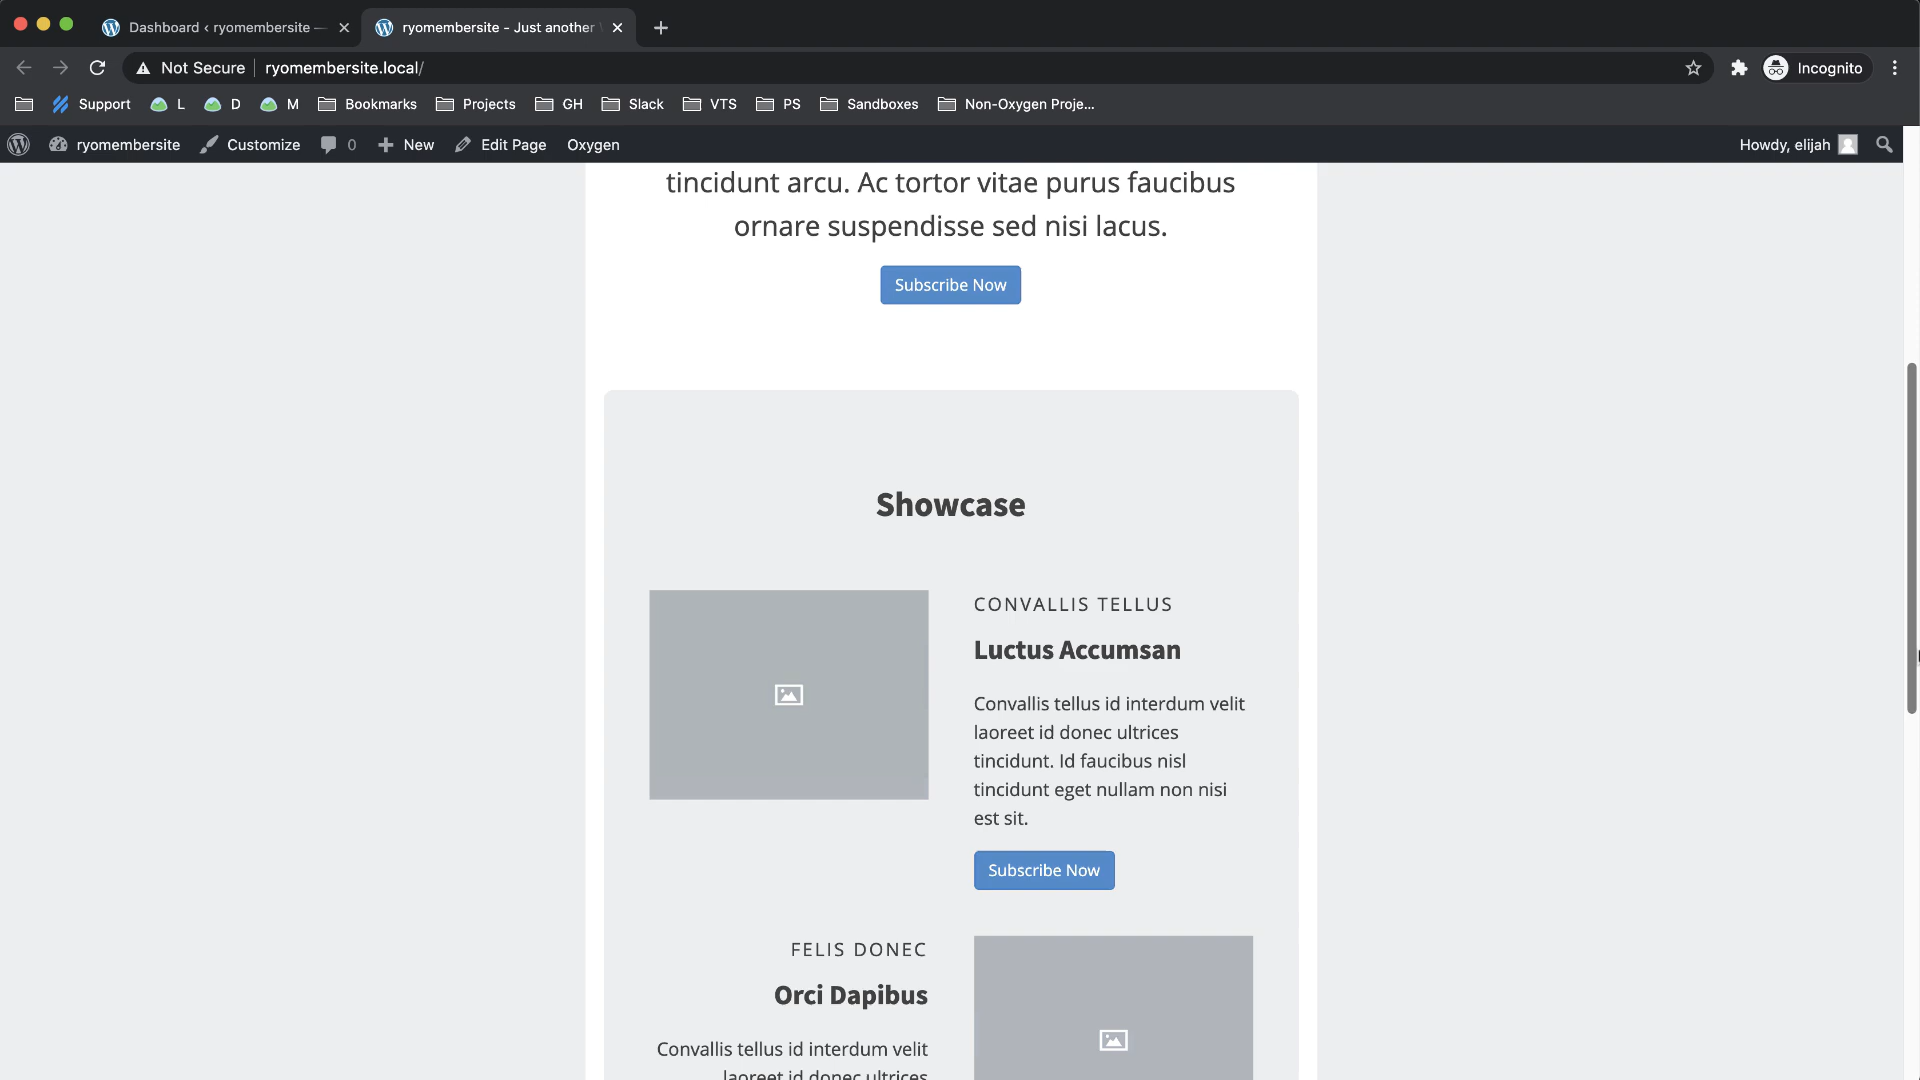 Dashboard ‹ ryomembersite —
ryomembersite – Just another
Not Secure
ryomembersite.local/
Incognito
Support
L
D
M
Bookmarks
Projects
GH
Slack
VTS
PS
Sandboxes
Non-Oxygen Proje...
ryomembersite
Customize
0
New
Edit Page
Oxygen
Howdy, elijah
tincidunt arcu. Ac tortor vitae purus faucibus
ornare suspendisse sed nisi lacus.
Subscribe Now
Showcase
CONVALLIS TELLUS
Luctus Accumsan
Convallis tellus id interdum velit
laoreet id donec ultrices
tincidunt. Id faucibus nisl
tincidunt eget nullam non nisi
est sit.
Subscribe Now
FELIS DONEC
Orci Dapibus
Convallis tellus id interdum velit
laoreet id donec ultrices